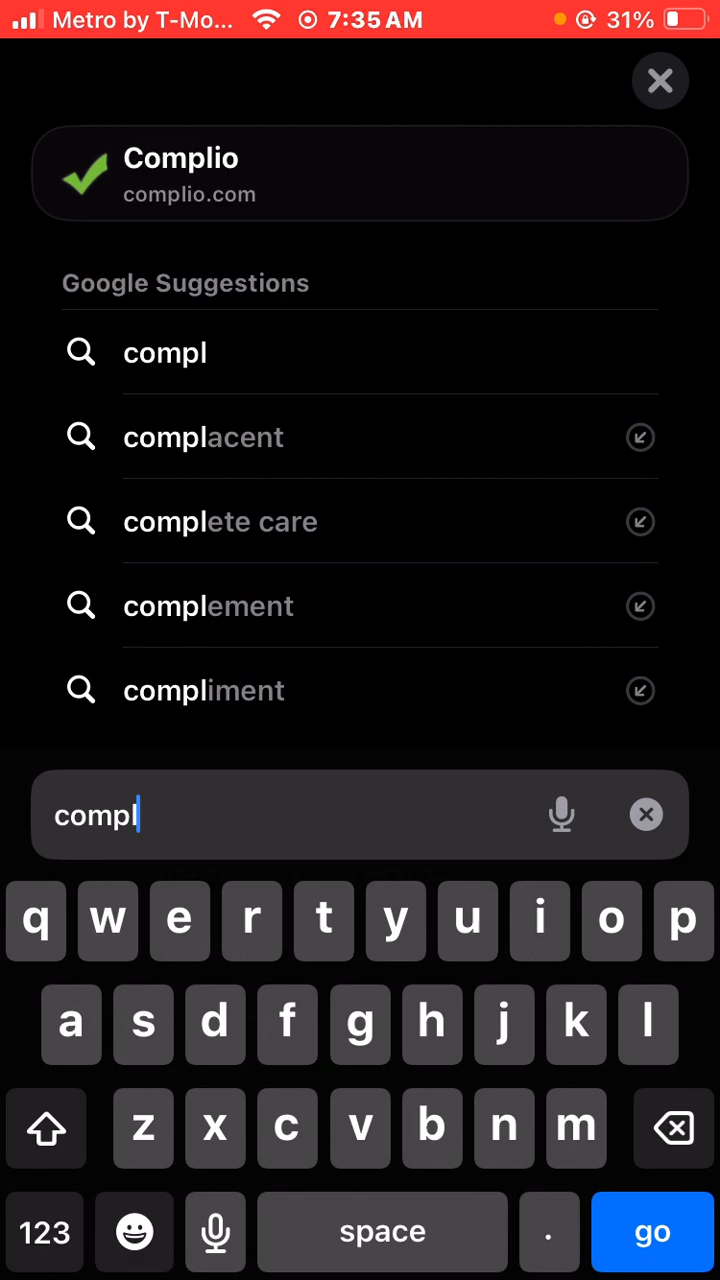 Metro by T-Mo... 7:35 AM 31%
Complio
complio.com
Google Suggestions
compl
complacent
complete care
complement
compliment
compl
q w e r t y u i o p
a s d f g h j k l
z x c v b n m
123 space . go